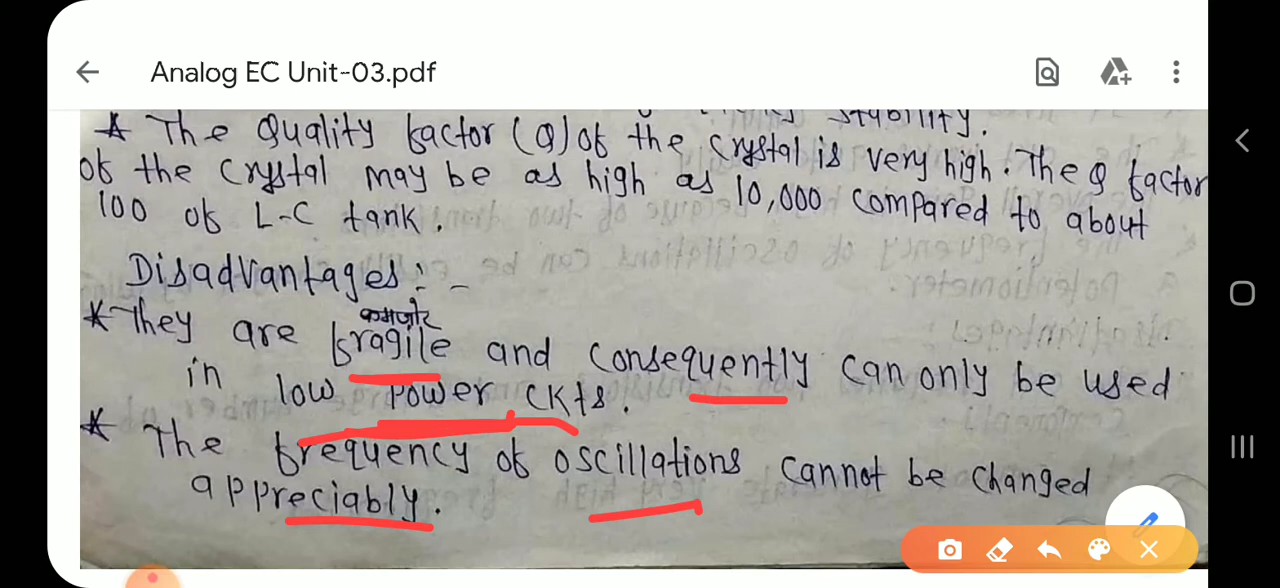 Analog EC Unit-03.pdf
stability.
* The Quality factor (Q) of the crystal is very high. The Q factor
of the crystal may be as high as 10,000 compared to about
100 of L-C tank.
Disadvantages :-
कमजोर
* They are fragile and consequently can only be used
in low power ckts.
* The frequency of oscillations cannot be changed
appreciably.